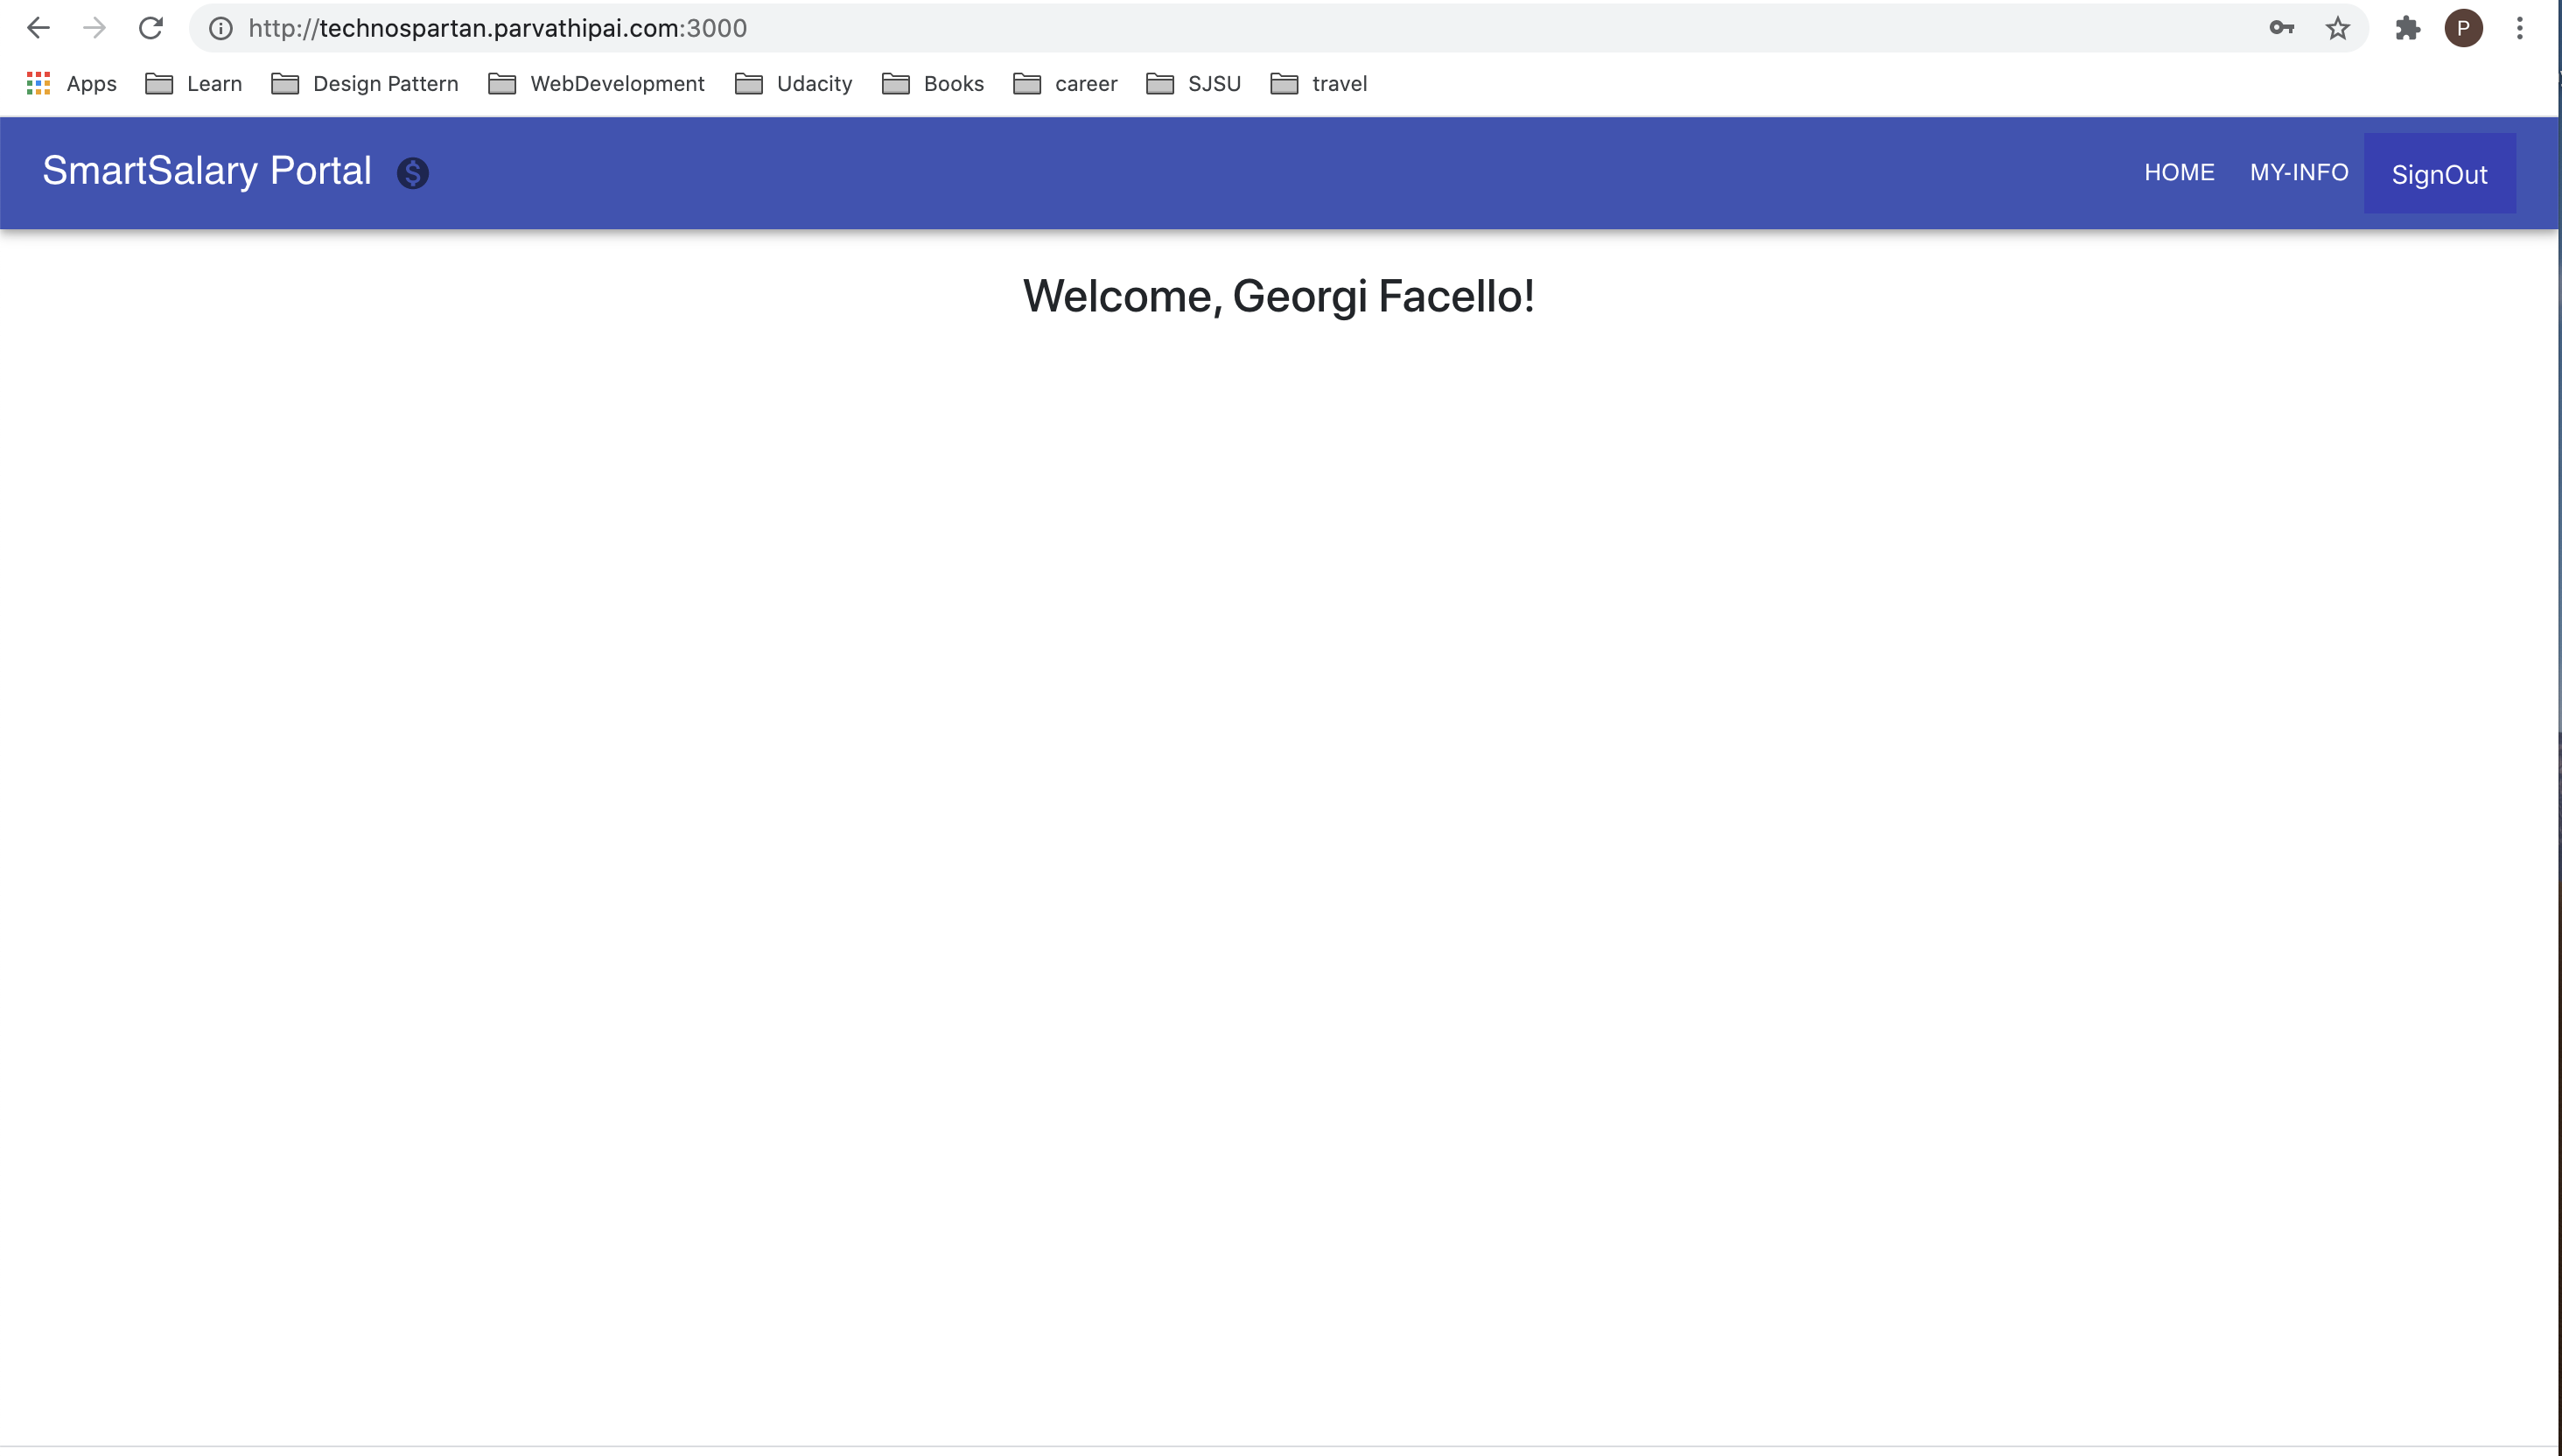 http://technospartan.parvathipai.com:3000
P
Apps Learn Design Pattern WebDevelopment Udacity Books career SJSU travel
SmartSalary Portal $ HOME MY-INFO SignOut
Welcome, Georgi Facello!